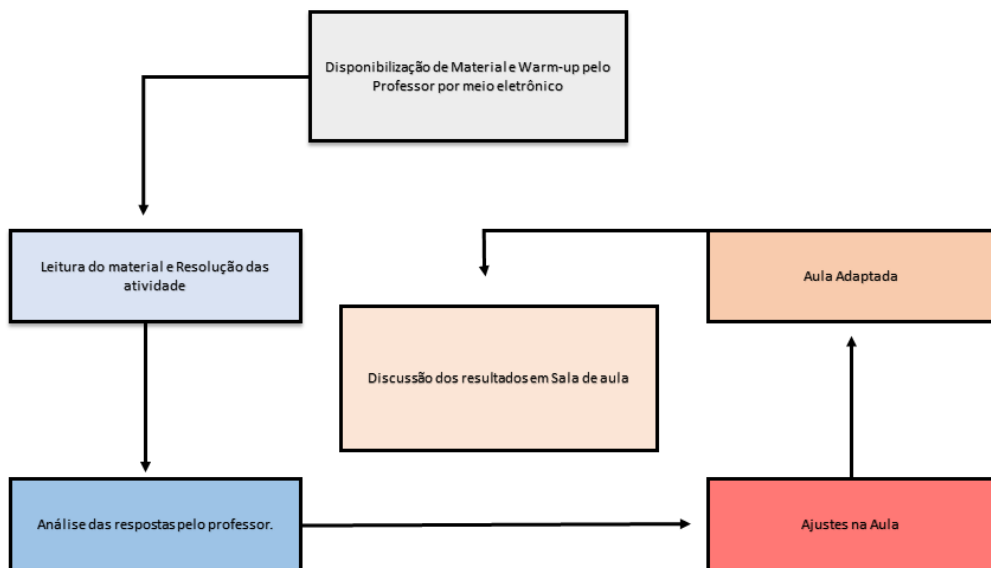 Disponibilização de Material e Warm-up pelo
Professor por meio eletrônico
Leitura do material e Resolução das
atividade
Aula Adaptada
Discussão dos resultados em Sala de aula
Análise das respostas pelo professor.
Ajustes na Aula